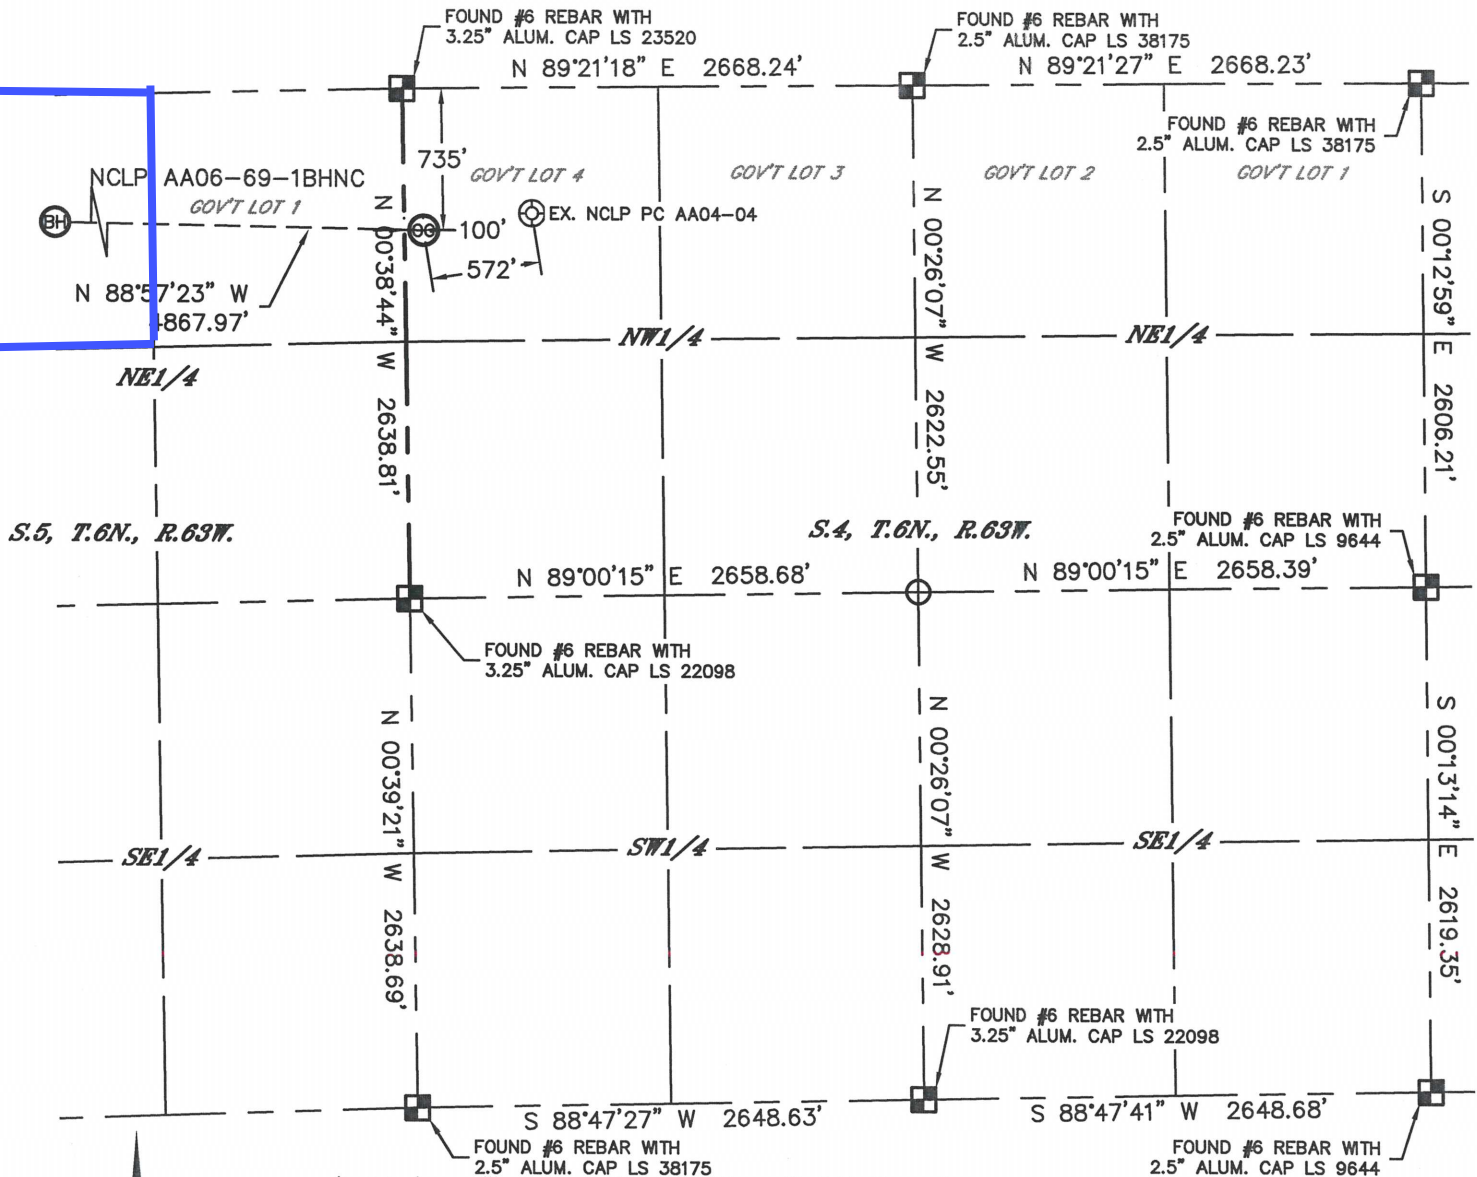 FOUND #6 REBAR WITH
3.25" ALUM. CAP LS 23520
FOUND #6 REBAR WITH
2.5" ALUM. CAP LS 38175
N 89°21'18" E 2668.24'
N 89°21'27" E 2668.23'
FOUND #6 REBAR WITH
2.5" ALUM. CAP LS 38175
735'
NCLP AA06-69-1BHNC
GOV'T LOT 1
GOV'T LOT 4
GOV'T LOT 3
GOV'T LOT 2
GOV'T LOT 1
BH
OG
100'
EX. NCLP PC AA04-04
572'
N 88°57'23" W
4867.97'
N 00°38'44" W 2638.81'
N 00°26'07" W 2622.55'
S 00°12'59" E 2606.21'
NW1/4
NE1/4
NE1/4
S.5, T.6N., R.63W.
S.4, T.6N., R.63W.
FOUND #6 REBAR WITH
2.5" ALUM. CAP LS 9644
N 89°00'15" E 2658.68'
N 89°00'15" E 2658.39'
FOUND #6 REBAR WITH
3.25" ALUM. CAP LS 22098
N 00°39'21" W 2638.69'
N 00°26'07" W 2628.91'
S 00°13'14" E 2619.35'
SE1/4
SW1/4
SE1/4
FOUND #6 REBAR WITH
3.25" ALUM. CAP LS 22098
S 88°47'27" W 2648.63'
S 88°47'41" W 2648.68'
FOUND #6 REBAR WITH
2.5" ALUM. CAP LS 38175
FOUND #6 REBAR WITH
2.5" ALUM. CAP LS 9644